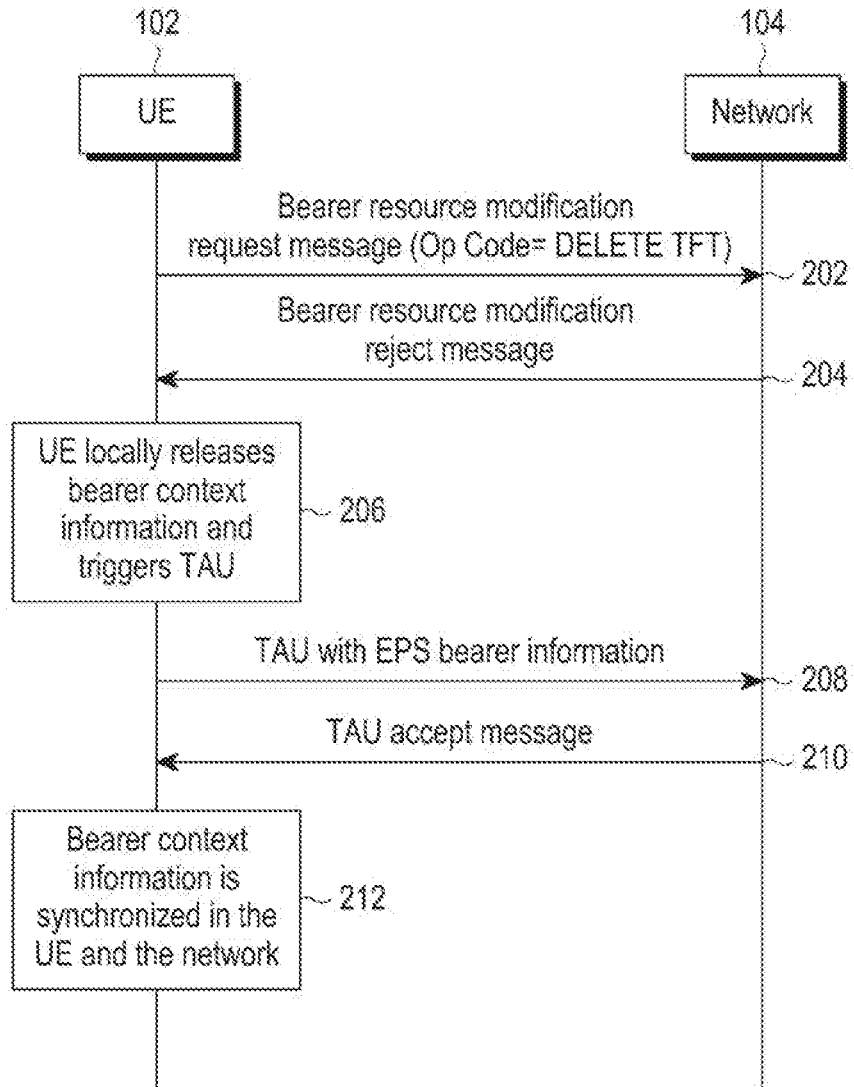 102
104
UE
Network
Bearer resource modification
request message (Op Code= DELETE TFT)
202
Bearer resource modification
reject message
204
UE locally releases
bearer context
information and
triggers TAU
206
TAU with EPS bearer information
208
TAU accept message
210
Bearer context
information is
synchronized in the
UE and the network
212